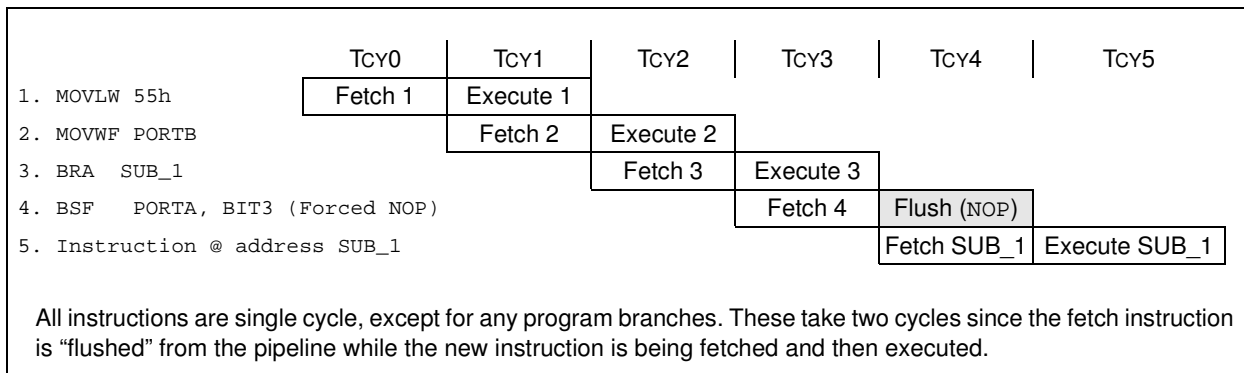 TCY0 TCY1 TCY2 TCY3 TCY4 TCY5
1. MOVLW 55h Fetch 1 Execute 1
2. MOVWF PORTB Fetch 2 Execute 2
3. BRA SUB_1 Fetch 3 Execute 3
4. BSF PORTA, BIT3 (Forced NOP) Fetch 4 Flush (NOP)
5. Instruction @ address SUB_1 Fetch SUB_1 Execute SUB_1
All instructions are single cycle, except for any program branches. These take two cycles since the fetch instruction
is “flushed” from the pipeline while the new instruction is being fetched and then executed.